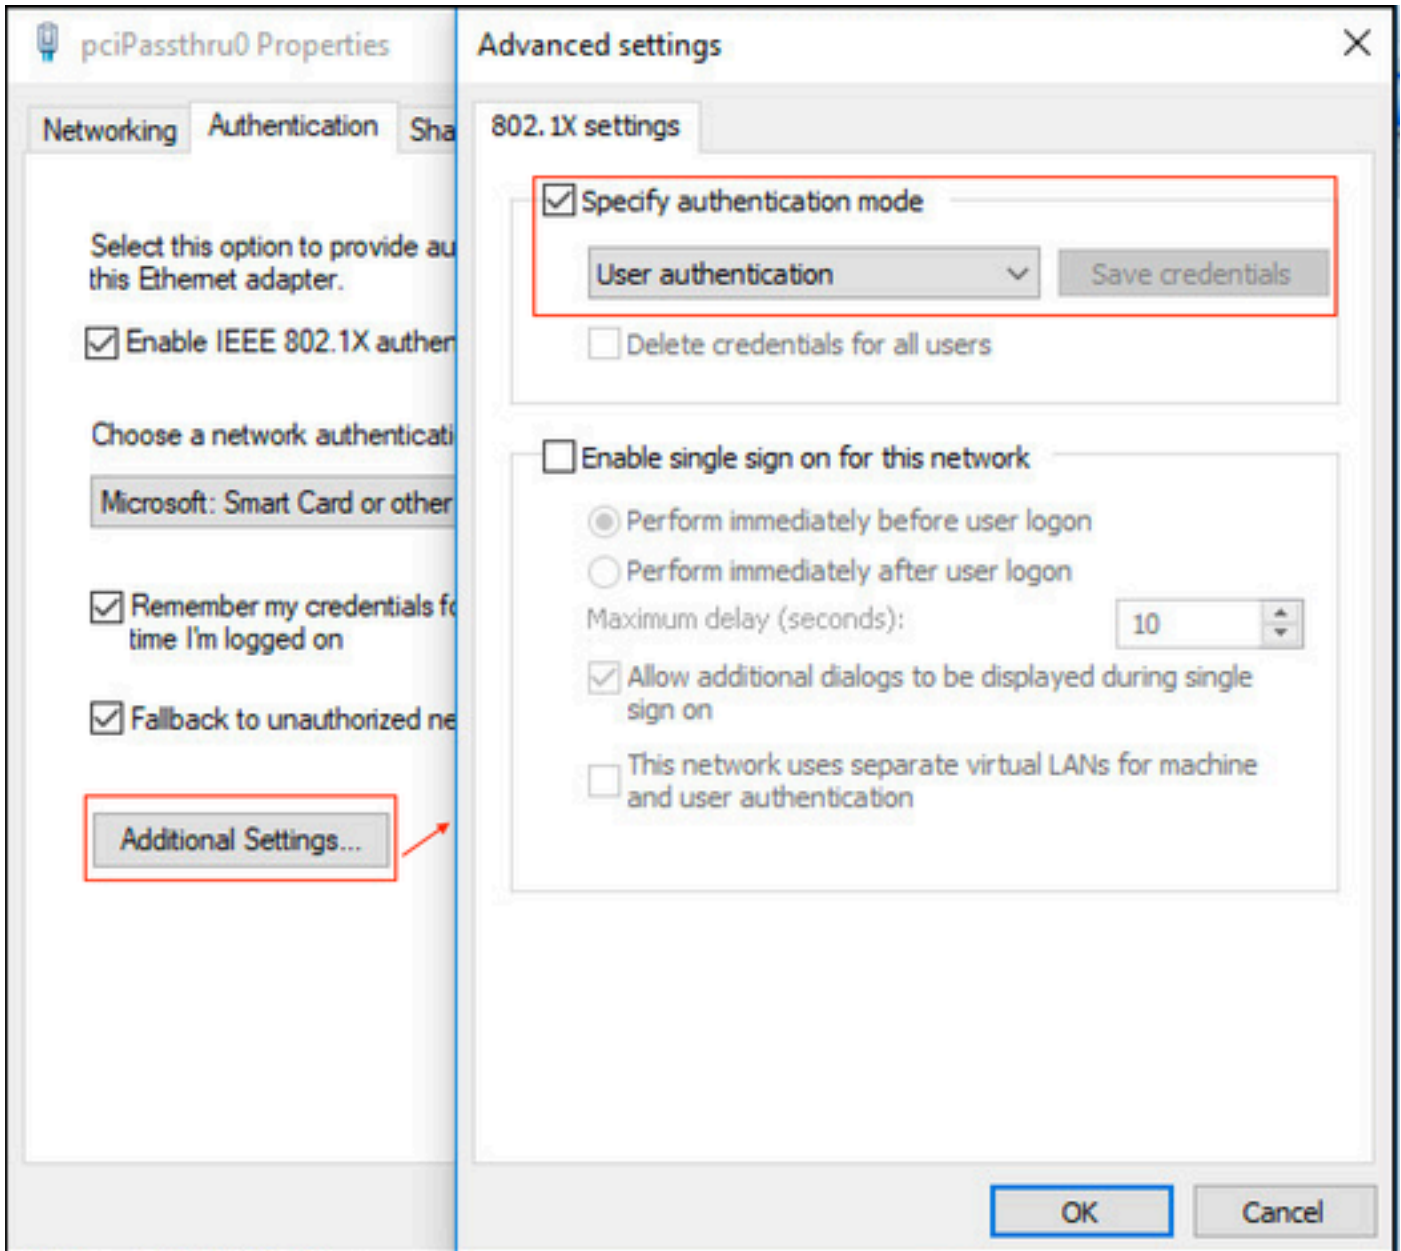 pciPassthru0 Properties
Networking
Authentication
Sha
Select this option to provide au
this Ethernet adapter.
Enable IEEE 802.1X authen
Choose a network authenticati
Microsoft: Smart Card or other
Remember my credentials fo
time I'm logged on
Fallback to unauthorized ne
Additional Settings...
Advanced settings
802.1X settings
Specify authentication mode
User authentication
Save credentials
Delete credentials for all users
Enable single sign on for this network
Perform immediately before user logon
Perform immediately after user logon
Maximum delay (seconds):
10
Allow additional dialogs to be displayed during single
sign on
This network uses separate virtual LANs for machine
and user authentication
OK
Cancel